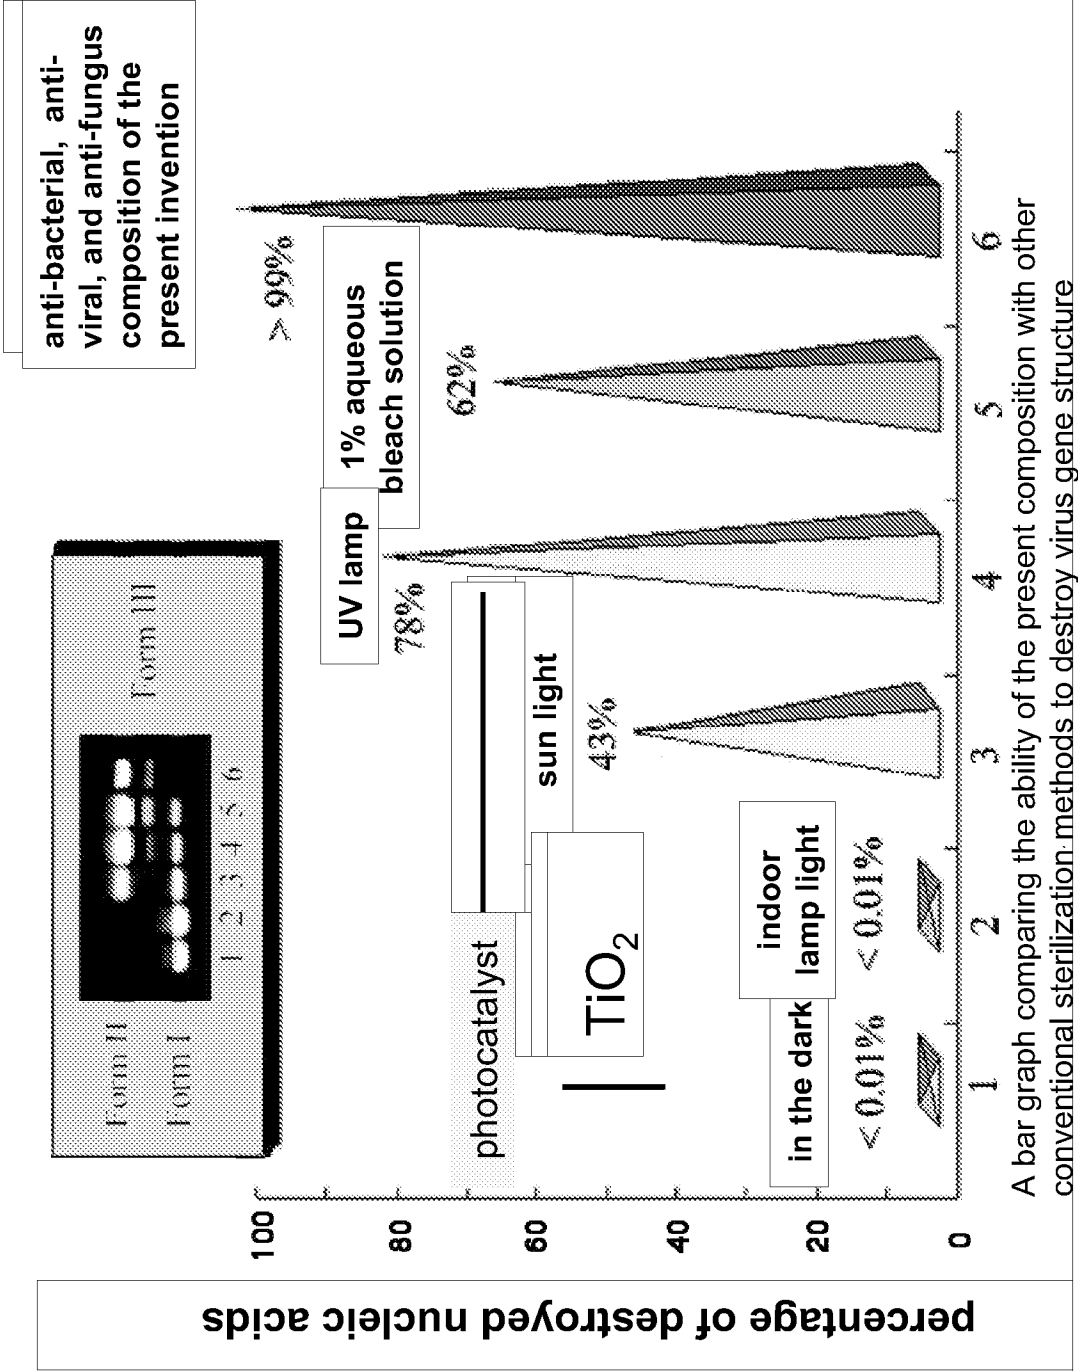 anti-bacterial, anti-
viral, and anti-fungus
composition of the
present invention
Form II
Form I
Form III
1 2 3 4 5 6
> 99%
1% aqueous
bleach solution
62%
UV lamp
78%
photocatalyst
sun light
43%
TiO2
indoor
lamp light
in the dark
< 0.01%
< 0.01%
100
80
60
40
20
0
percentage of destroyed nucleic acids
1
2
3
4
5
6
A bar graph comparing the ability of the present composition with other
conventional sterilization methods to destroy virus gene structure